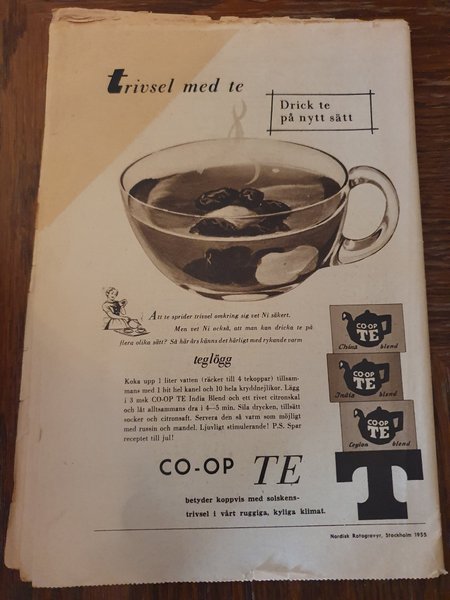 trivsel med te
Drick te
på nytt sätt
Att te sprider trivsel omkring sig vet Ni säkert.
Men vet Ni också, att man kan dricka te på
flera olika sätt? Så här års känns det härligt med rykande varm
teglögg
Koka upp 1 liter vatten (räcker till 4 tekoppar) tillsam-
mans med 1 bit hel kanel och 10 hela kryddnejlikor. Lägg
i 3 msk CO-OP TE India Blend och ett rivet citronskal
och låt alltsammans dra i 4—5 min. Sila drycken, tillsätt
socker och citronsaft. Servera den så varm som möjligt
med russin och mandel. Ljuvligt stimulerande! P.S. Spar
receptet till jul!
CO-OP
TE
China blend
CO-OP
TE
India blend
CO-OP
TE
Ceylon blend
T
CO-OP TE
betyder koppvis med solskens-
trivsel i vårt ruggiga, kyliga klimat.
Nordisk Rotogravyr, Stockholm 1955